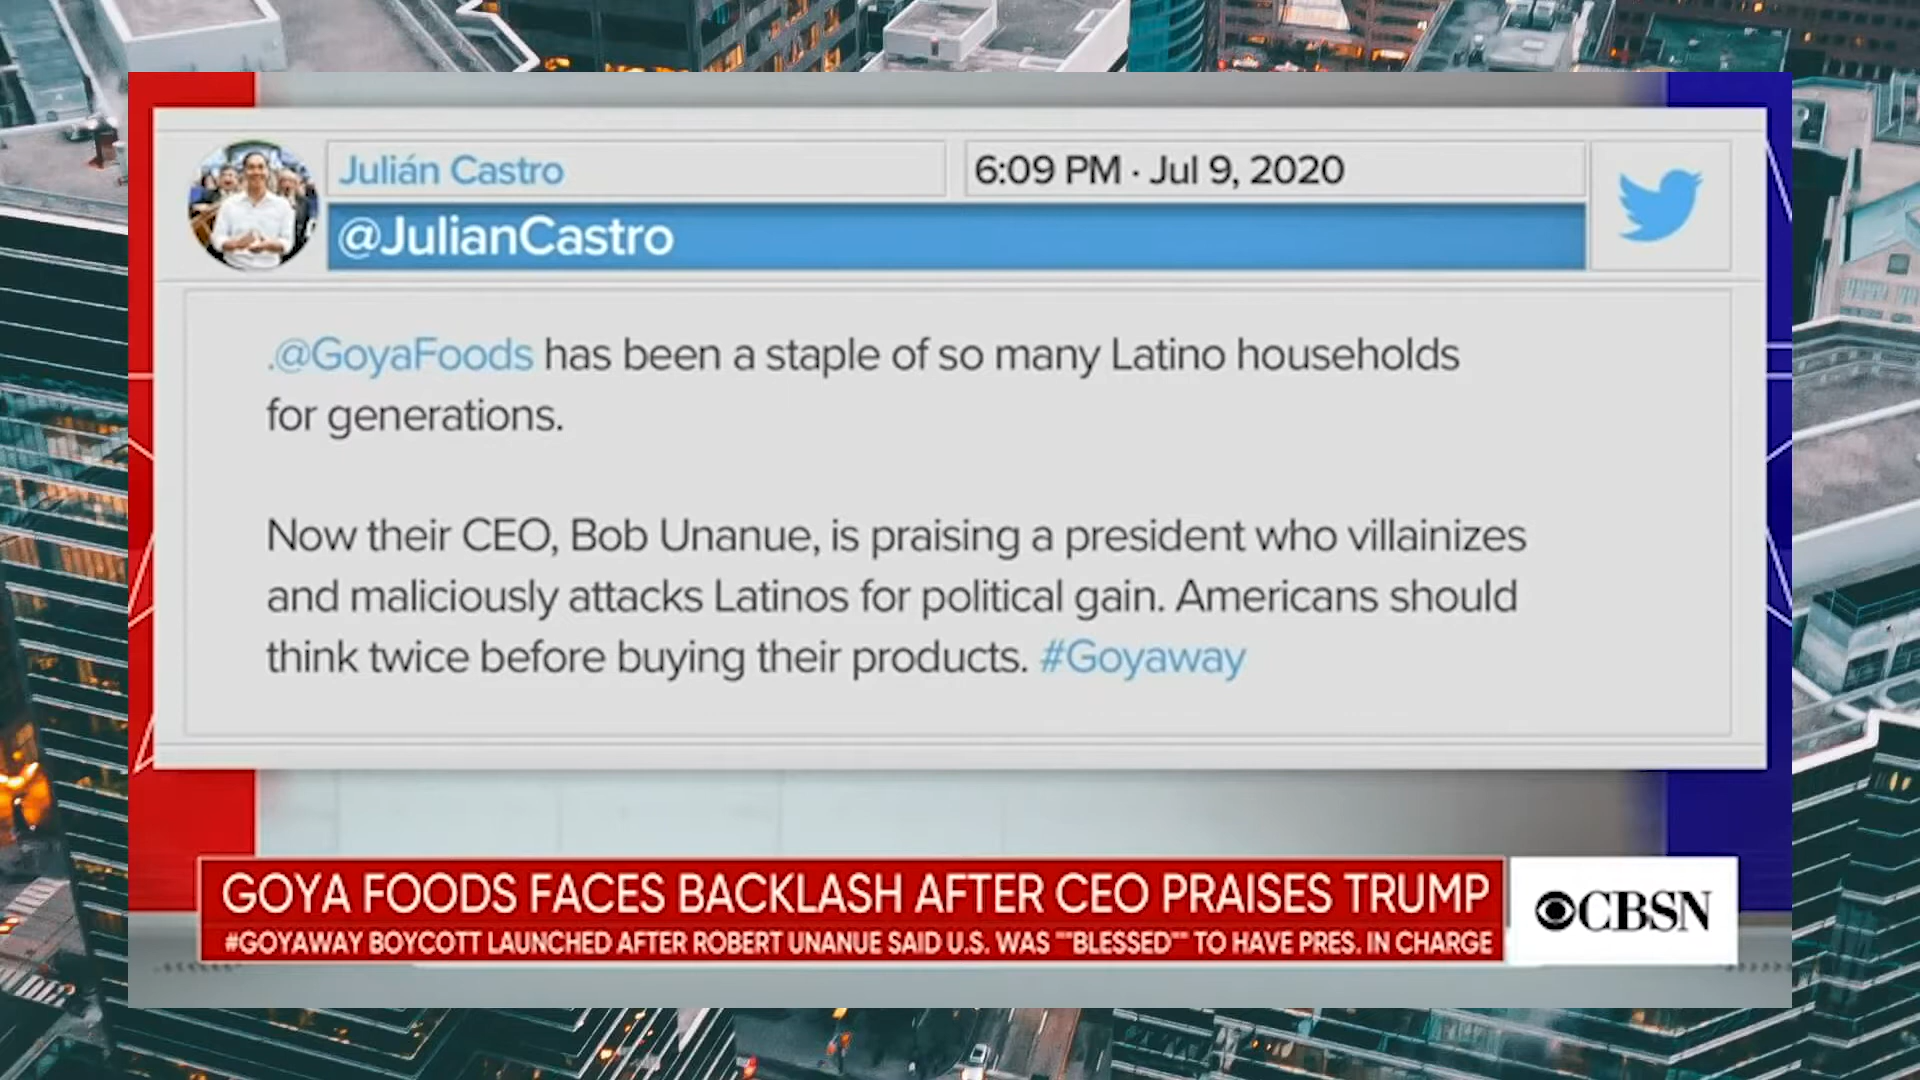 Julián Castro
6:09 PM · Jul 9, 2020
@JulianCastro
.@GoyaFoods has been a staple of so many Latino households
for generations.
Now their CEO, Bob Unanue, is praising a president who villainizes
and maliciously attacks Latinos for political gain. Americans should
think twice before buying their products. #Goyaway
GOYA FOODS FACES BACKLASH AFTER CEO PRAISES TRUMP
#GOYAWAY BOYCOTT LAUNCHED AFTER ROBERT UNANUE SAID U.S. WAS ""BLESSED"" TO HAVE PRES. IN CHARGE
CBSN